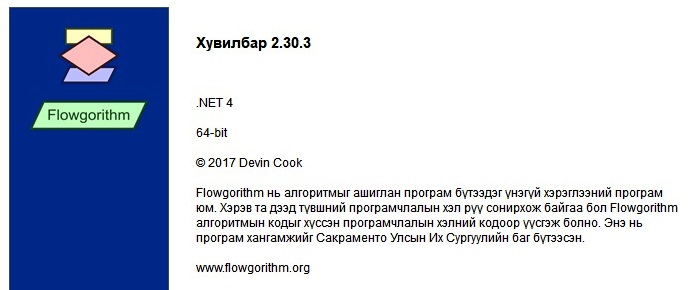 Flowgorithm
Хувилбар 2.30.3
.NET 4
64-bit
© 2017 Devin Cook
Flowgorithm нь алгоритмыг ашиглан програм бүтээдэг үнэгүй хэрэглээний програм
юм. Хэрэв та дээд түвшний програмчлалын хэл рүү сонирхож байгаа бол Flowgorithm
алгоритмын кодыг хүссэн програмчлалын хэлний кодоор үүсгэж болно. Энэ нь
програм хангамжийг Сакраменто Улсын Их Сургуулийн баг бүтээсэн.
www.flowgorithm.org